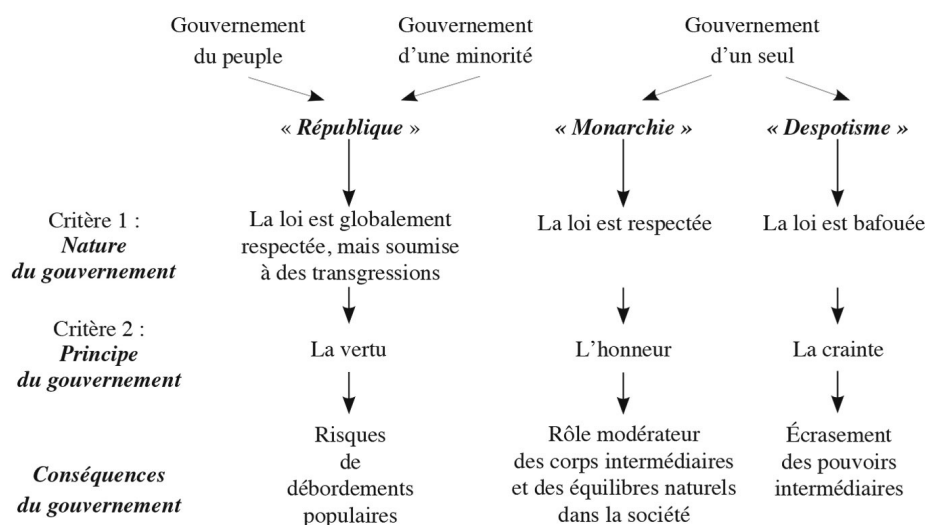 Gouvernement
du peuple
Gouvernement
d'une minorité
Gouvernement
d'un seul
« République »
« Monarchie »
« Despotisme »
Critère 1 :
Nature
du gouvernement
La loi est globalement
respectée, mais soumise
à des transgressions
La loi est respectée
La loi est bafouée
Critère 2 :
Principe
du gouvernement
La vertu
L'honneur
La crainte
Conséquences
du gouvernement
Risques
de
débordements
populaires
Rôle modérateur
des corps intermédiaires
et des équilibres naturels
dans la société
Écrasement
des pouvoirs
intermédiaires